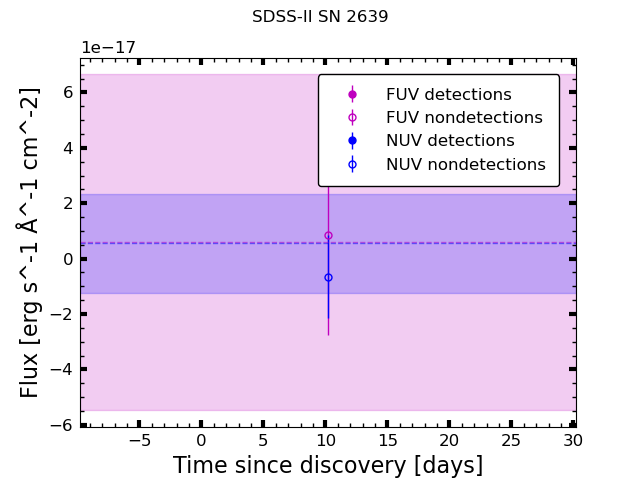 SDSS-II SN 2639
1e−17
FUV detections
FUV nondetections
NUV detections
NUV nondetections
6
4
2
0
−2
−4
−6
Flux [erg s^-1 Å^-1 cm^-2]
−5 0 5 10 15 20 25 30
Time since discovery [days]